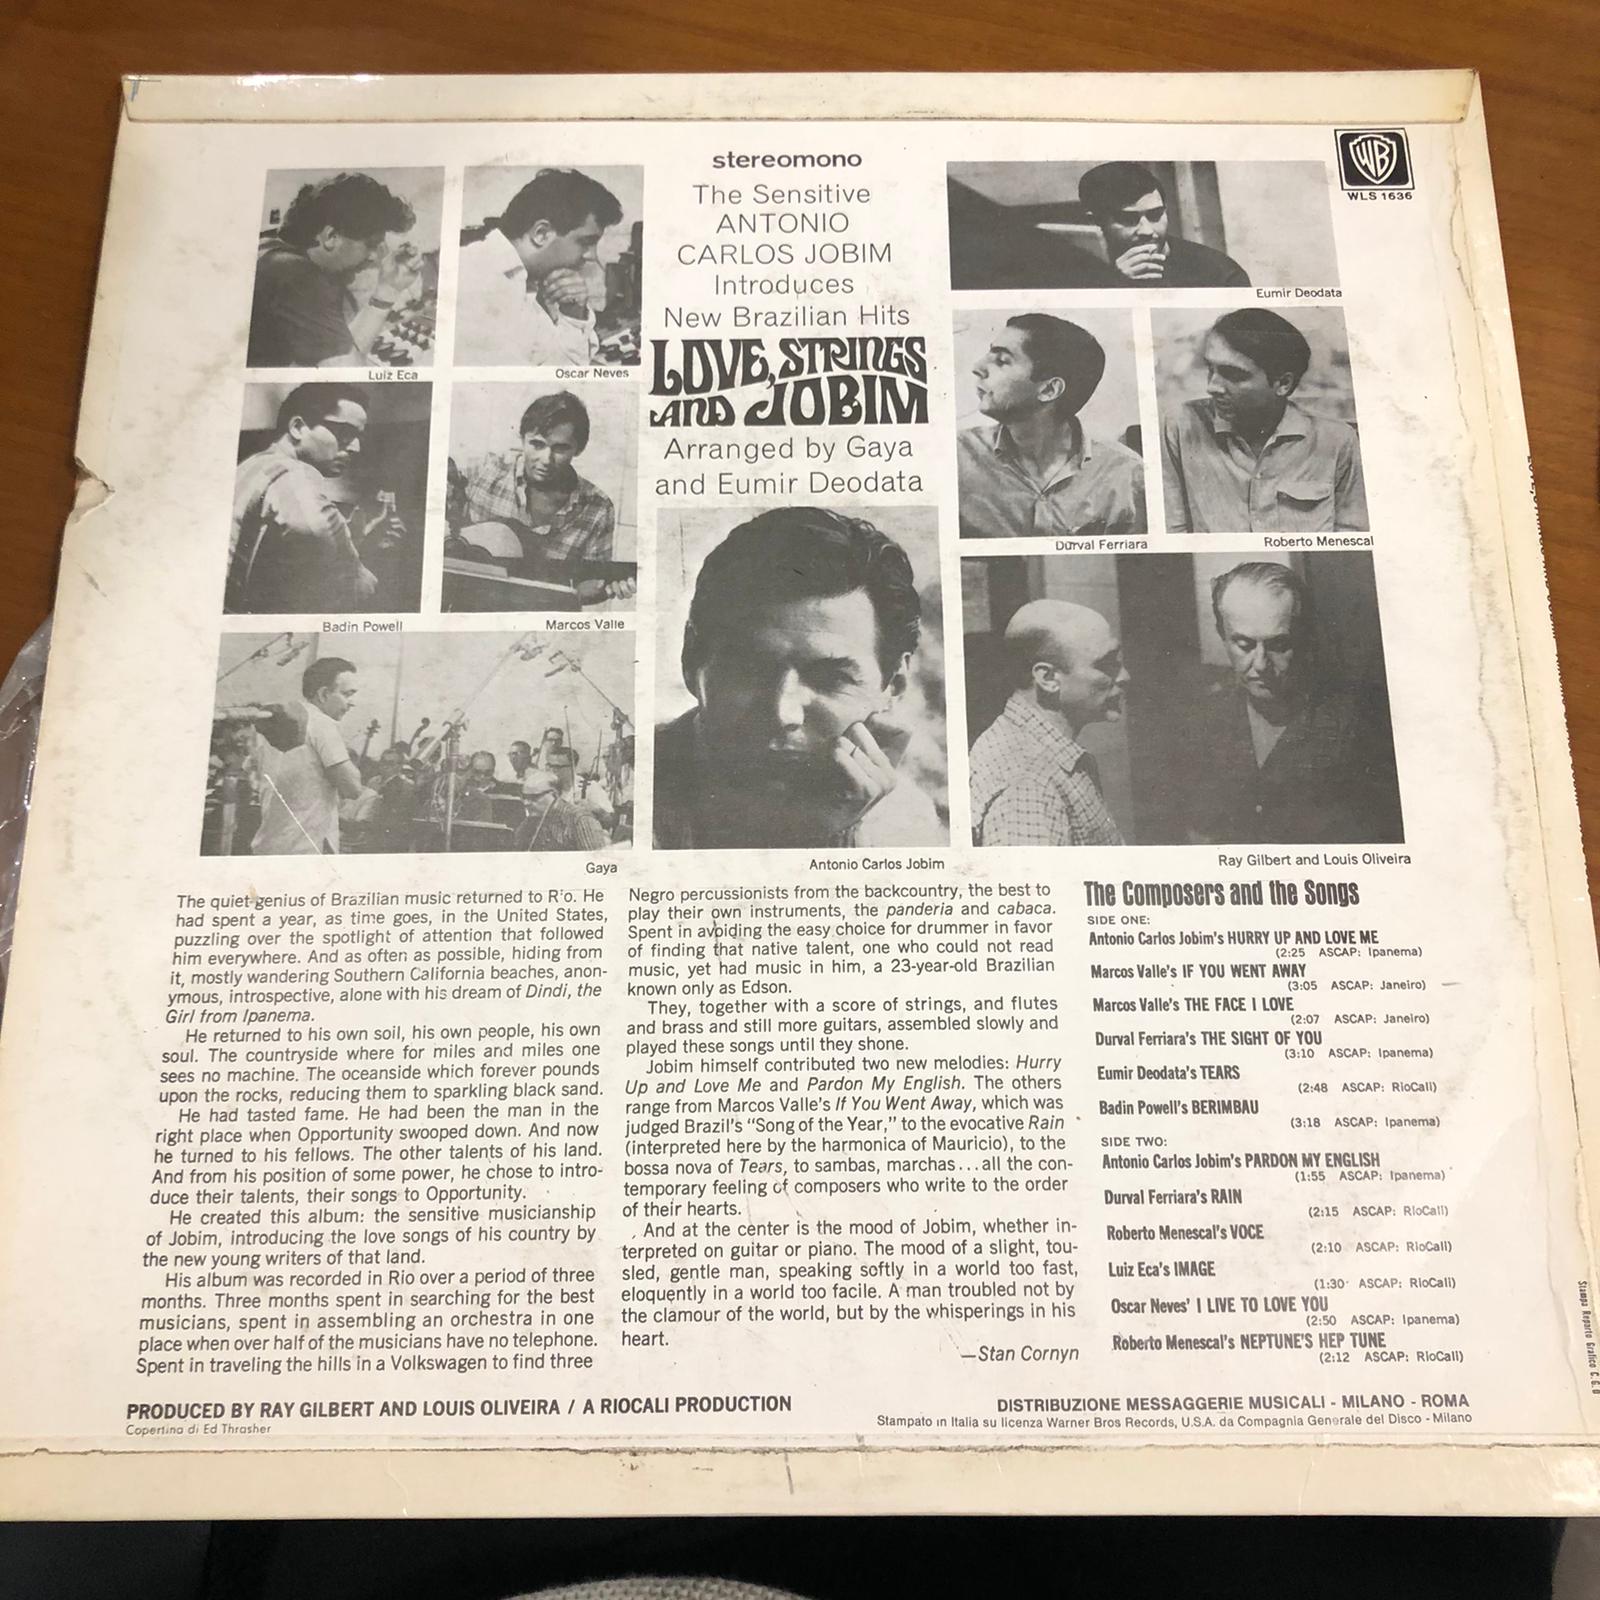 WB
WLS 1636
stereomono
The Sensitive
ANTONIO
CARLOS JOBIM
Introduces
New Brazilian Hits
LOVE, STRINGS
AND JOBIM
Arranged by Gaya
and Eumir Deodata
Luiz Eca
Oscar Neves
Eumir Deodata
Badin Powell
Marcos Valle
Durval Ferriara
Roberto Menescal
Gaya
Antonio Carlos Jobim
Ray Gilbert and Louis Oliveira
The quiet genius of Brazilian music returned to R'o. He
had spent a year, as time goes, in the United States,
puzzling over the spotlight of attention that followed
him everywhere. And as often as possible, hiding from
it, mostly wandering Southern California beaches, anon-
ymous, introspective, alone with his dream of Dindi, the
Girl from Ipanema.
He returned to his own soil, his own people, his own
soul. The countryside where for miles and miles one
sees no machine. The oceanside which forever pounds
upon the rocks, reducing them to sparkling black sand.
He had tasted fame. He had been the man in the
right place when Opportunity swooped down. And now
he turned to his fellows. The other talents of his land.
And from his position of some power, he chose to intro-
duce their talents, their songs to Opportunity.
He created this album: the sensitive musicianship
of Jobim, introducing the love songs of his country by
the new young writers of that land.
His album was recorded in Rio over a period of three
months. Three months spent in searching for the best
musicians, spent in assembling an orchestra in one
place when over half of the musicians have no telephone.
Spent in traveling the hills in a Volkswagen to find three
Negro percussionists from the backcountry, the best to
play their own instruments, the panderia and cabaca.
Spent in avoiding the easy choice for drummer in favor
of finding that native talent, one who could not read
music, yet had music in him, a 23-year-old Brazilian
known only as Edson.
They, together with a score of strings, and flutes
and brass and still more guitars, assembled slowly and
played these songs until they shone.
Jobim himself contributed two new melodies: Hurry
Up and Love Me and Pardon My English. The others
range from Marcos Valle's If You Went Away, which was
judged Brazil's "Song of the Year," to the evocative Rain
(interpreted here by the harmonica of Mauricio), to the
bossa nova of Tears, to sambas, marchas...all the con-
temporary feeling of composers who write to the order
of their hearts.
And at the center is the mood of Jobim, whether in-
terpreted on guitar or piano. The mood of a slight, tou-
sled, gentle man, speaking softly in a world too fast,
eloquently in a world too facile. A man troubled not by
the clamour of the world, but by the whisperings in his
heart.
—Stan Cornyn
The Composers and the Songs
SIDE ONE:
Antonio Carlos Jobim's HURRY UP AND LOVE ME
(2:25 ASCAP: Ipanema)
Marcos Valle's IF YOU WENT AWAY
(3:05 ASCAP: Janeiro)
Marcos Valle's THE FACE I LOVE
(2:07 ASCAP: Janeiro)
Durval Ferriara's THE SIGHT OF YOU
(3:10 ASCAP: Ipanema)
Eumir Deodata's TEARS
(2:48 ASCAP: RioCali)
Badin Powell's BERIMBAU
(3:18 ASCAP: Ipanema)
SIDE TWO:
Antonio Carlos Jobim's PARDON MY ENGLISH
(1:55 ASCAP: Ipanema)
Durval Ferriara's RAIN
(2:15 ASCAP: RioCali)
Roberto Menescal's VOCE
(2:10 ASCAP: RioCali)
Luiz Eca's IMAGE
(1:30 ASCAP: RioCali)
Oscar Neves' I LIVE TO LOVE YOU
(2:50 ASCAP: Ipanema)
Roberto Menescal's NEPTUNE'S HEP TUNE
(2:12 ASCAP: RioCali)
PRODUCED BY RAY GILBERT AND LOUIS OLIVEIRA / A RIOCALI PRODUCTION
Copertina di Ed Thrasher
DISTRIBUZIONE MESSAGGERIE MUSICALI - MILANO - ROMA
Stampato in Italia su licenza Warner Bros Records, U.S.A. da Compagnia Generale del Disco - Milano
Stampa Reparto Grafico C.G.D